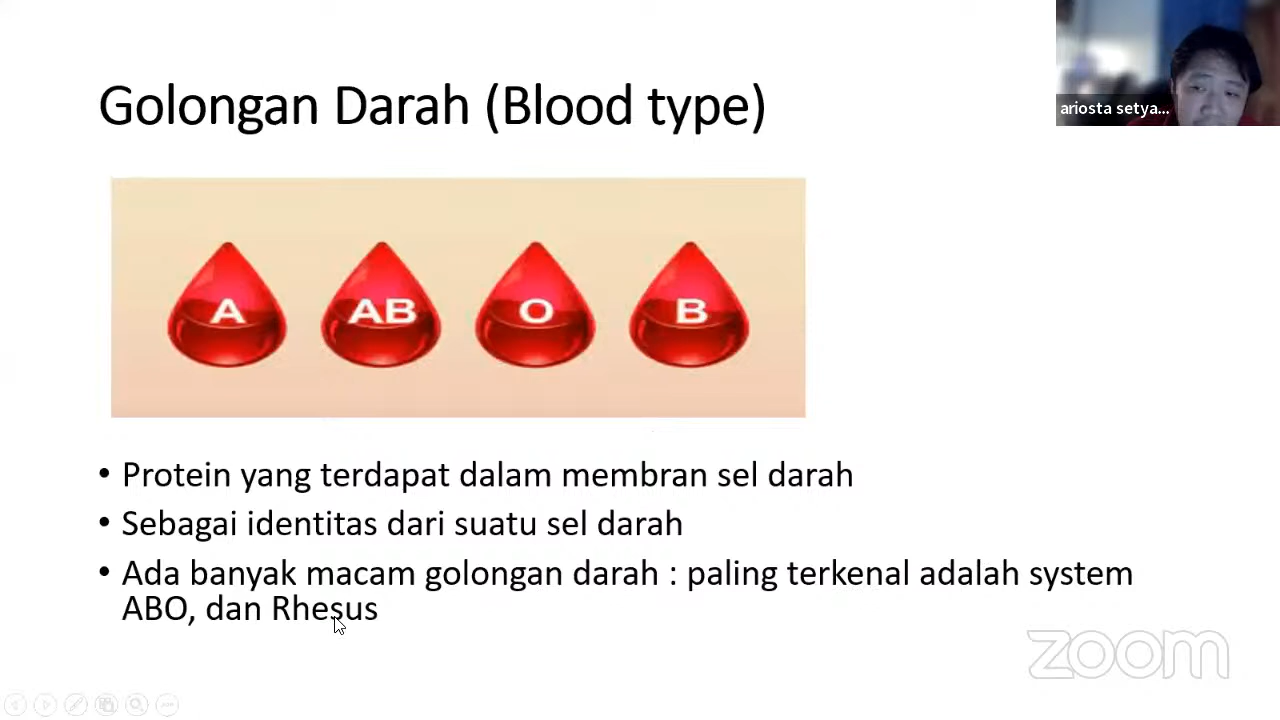 Golongan Darah (Blood type)
ariosta setya...
A AB O B
• Protein yang terdapat dalam membran sel darah
• Sebagai identitas dari suatu sel darah
• Ada banyak macam golongan darah : paling terkenal adalah system
ABO, dan Rhesus
zoom